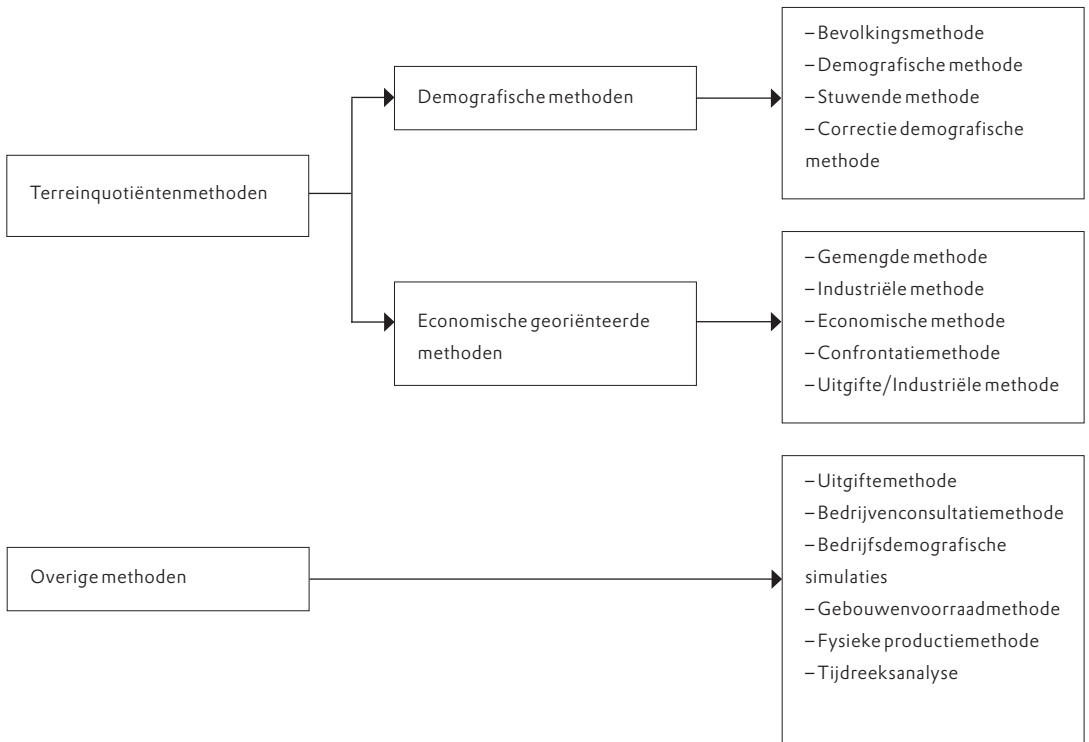 Terreinquotiëntenmethoden
Demografische methoden
– Bevolkingsmethode
– Demografische methode
– Stuwende methode
– Correctie demografische
methode
Economische georiënteerde
methoden
– Gemengde methode
– Industriële methode
– Economische methode
– Confrontatiemethode
– Uitgifte/Industriële methode
Overige methoden
– Uitgiftemethode
– Bedrijvenconsultatiemethode
– Bedrijfsdemografische
simulaties
– Gebouwenvoorraadmethode
– Fysieke productiemethode
– Tijdreeksanalyse